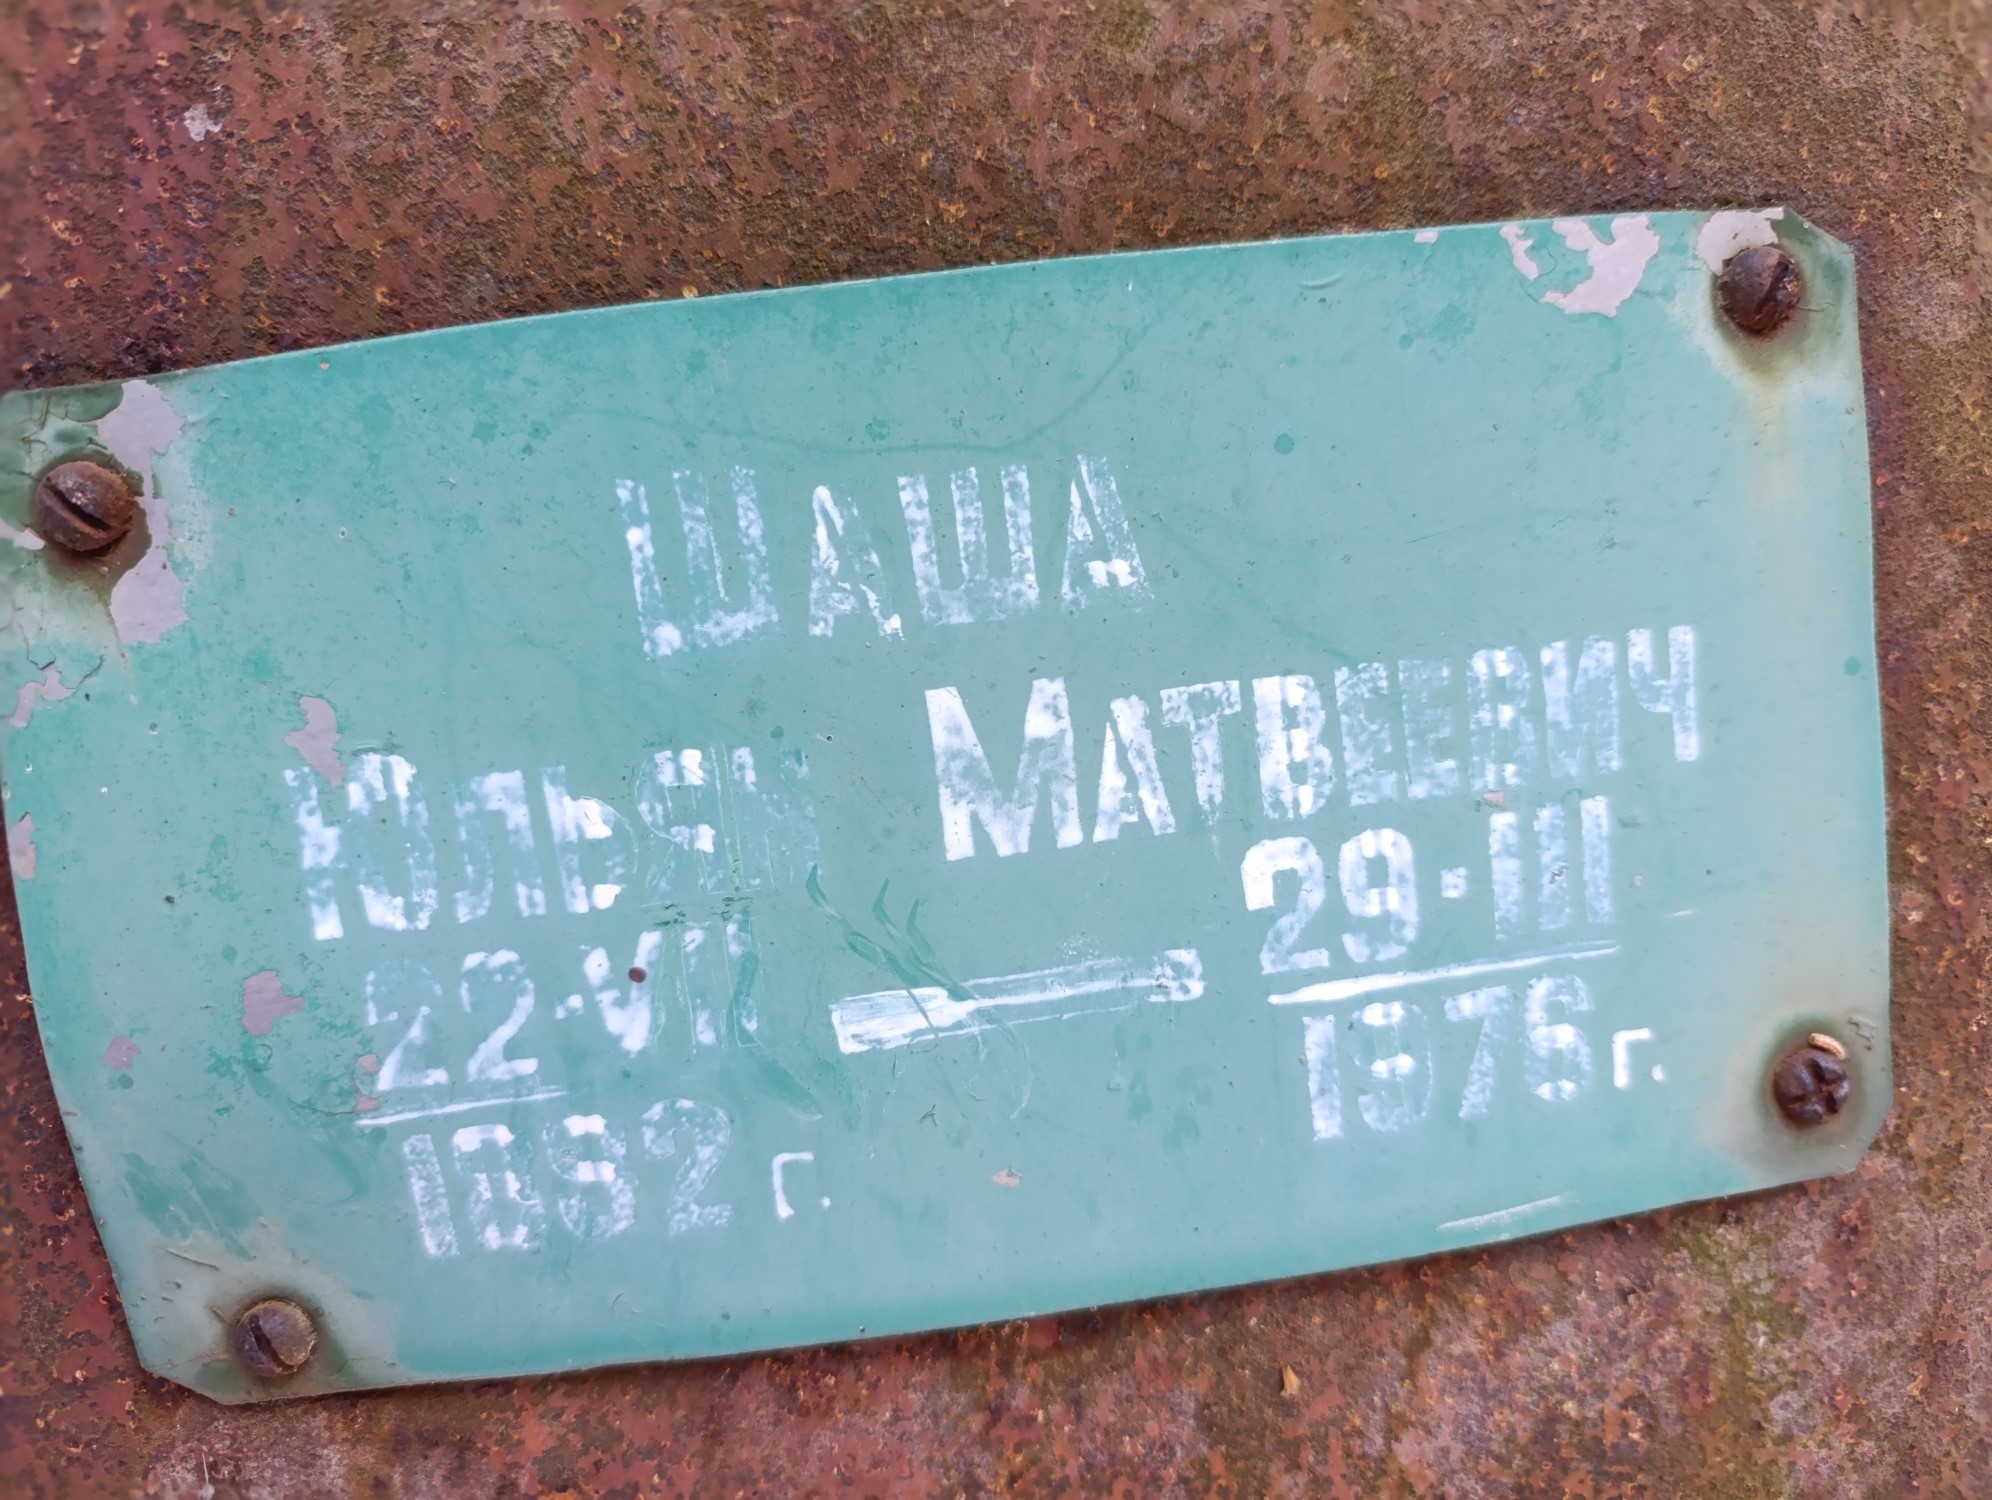 ШАША
ЮЛЬЯН МАТВЕЕВИЧ
22·VII — 29·III
1892 г. 1976 г.